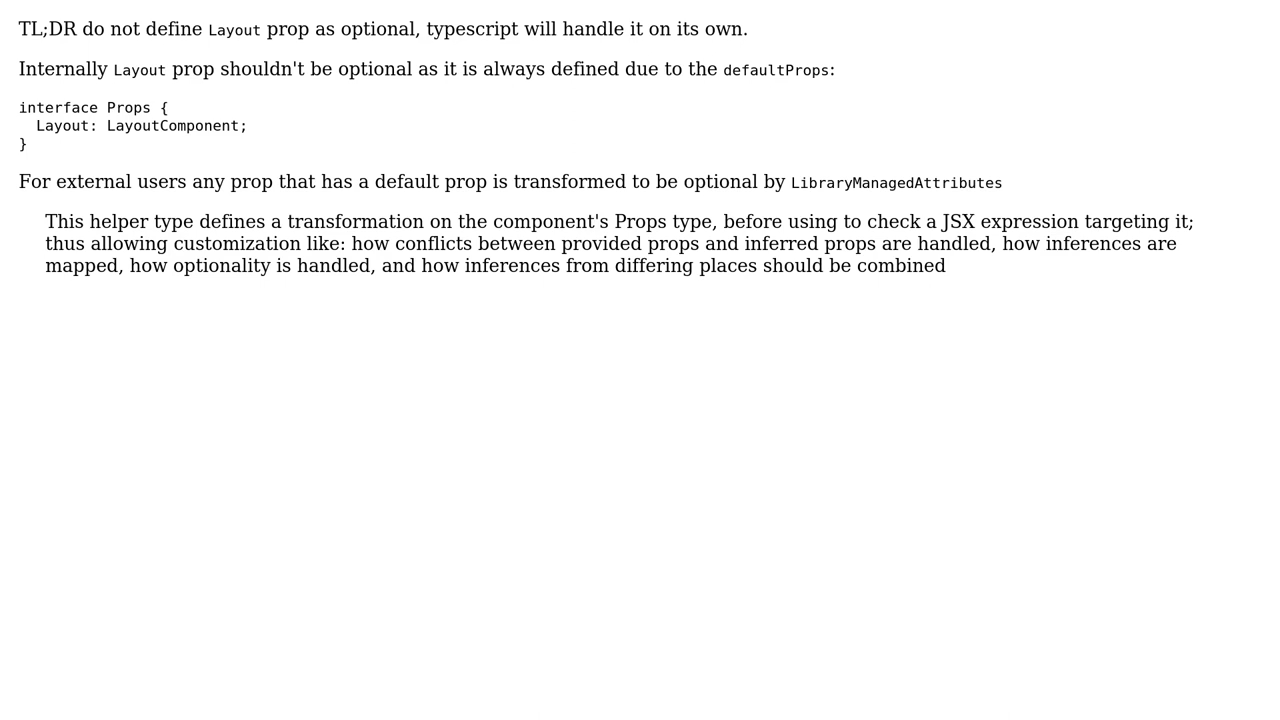 TL;DR do not define Layout prop as optional, typescript will handle it on its own.
Internally Layout prop shouldn't be optional as it is always defined due to the defaultProps:
interface Props {
  Layout: LayoutComponent;
}
For external users any prop that has a default prop is transformed to be optional by LibraryManagedAttributes
This helper type defines a transformation on the component's Props type, before using to check a JSX expression targeting it;
thus allowing customization like: how conflicts between provided props and inferred props are handled, how inferences are
mapped, how optionality is handled, and how inferences from differing places should be combined